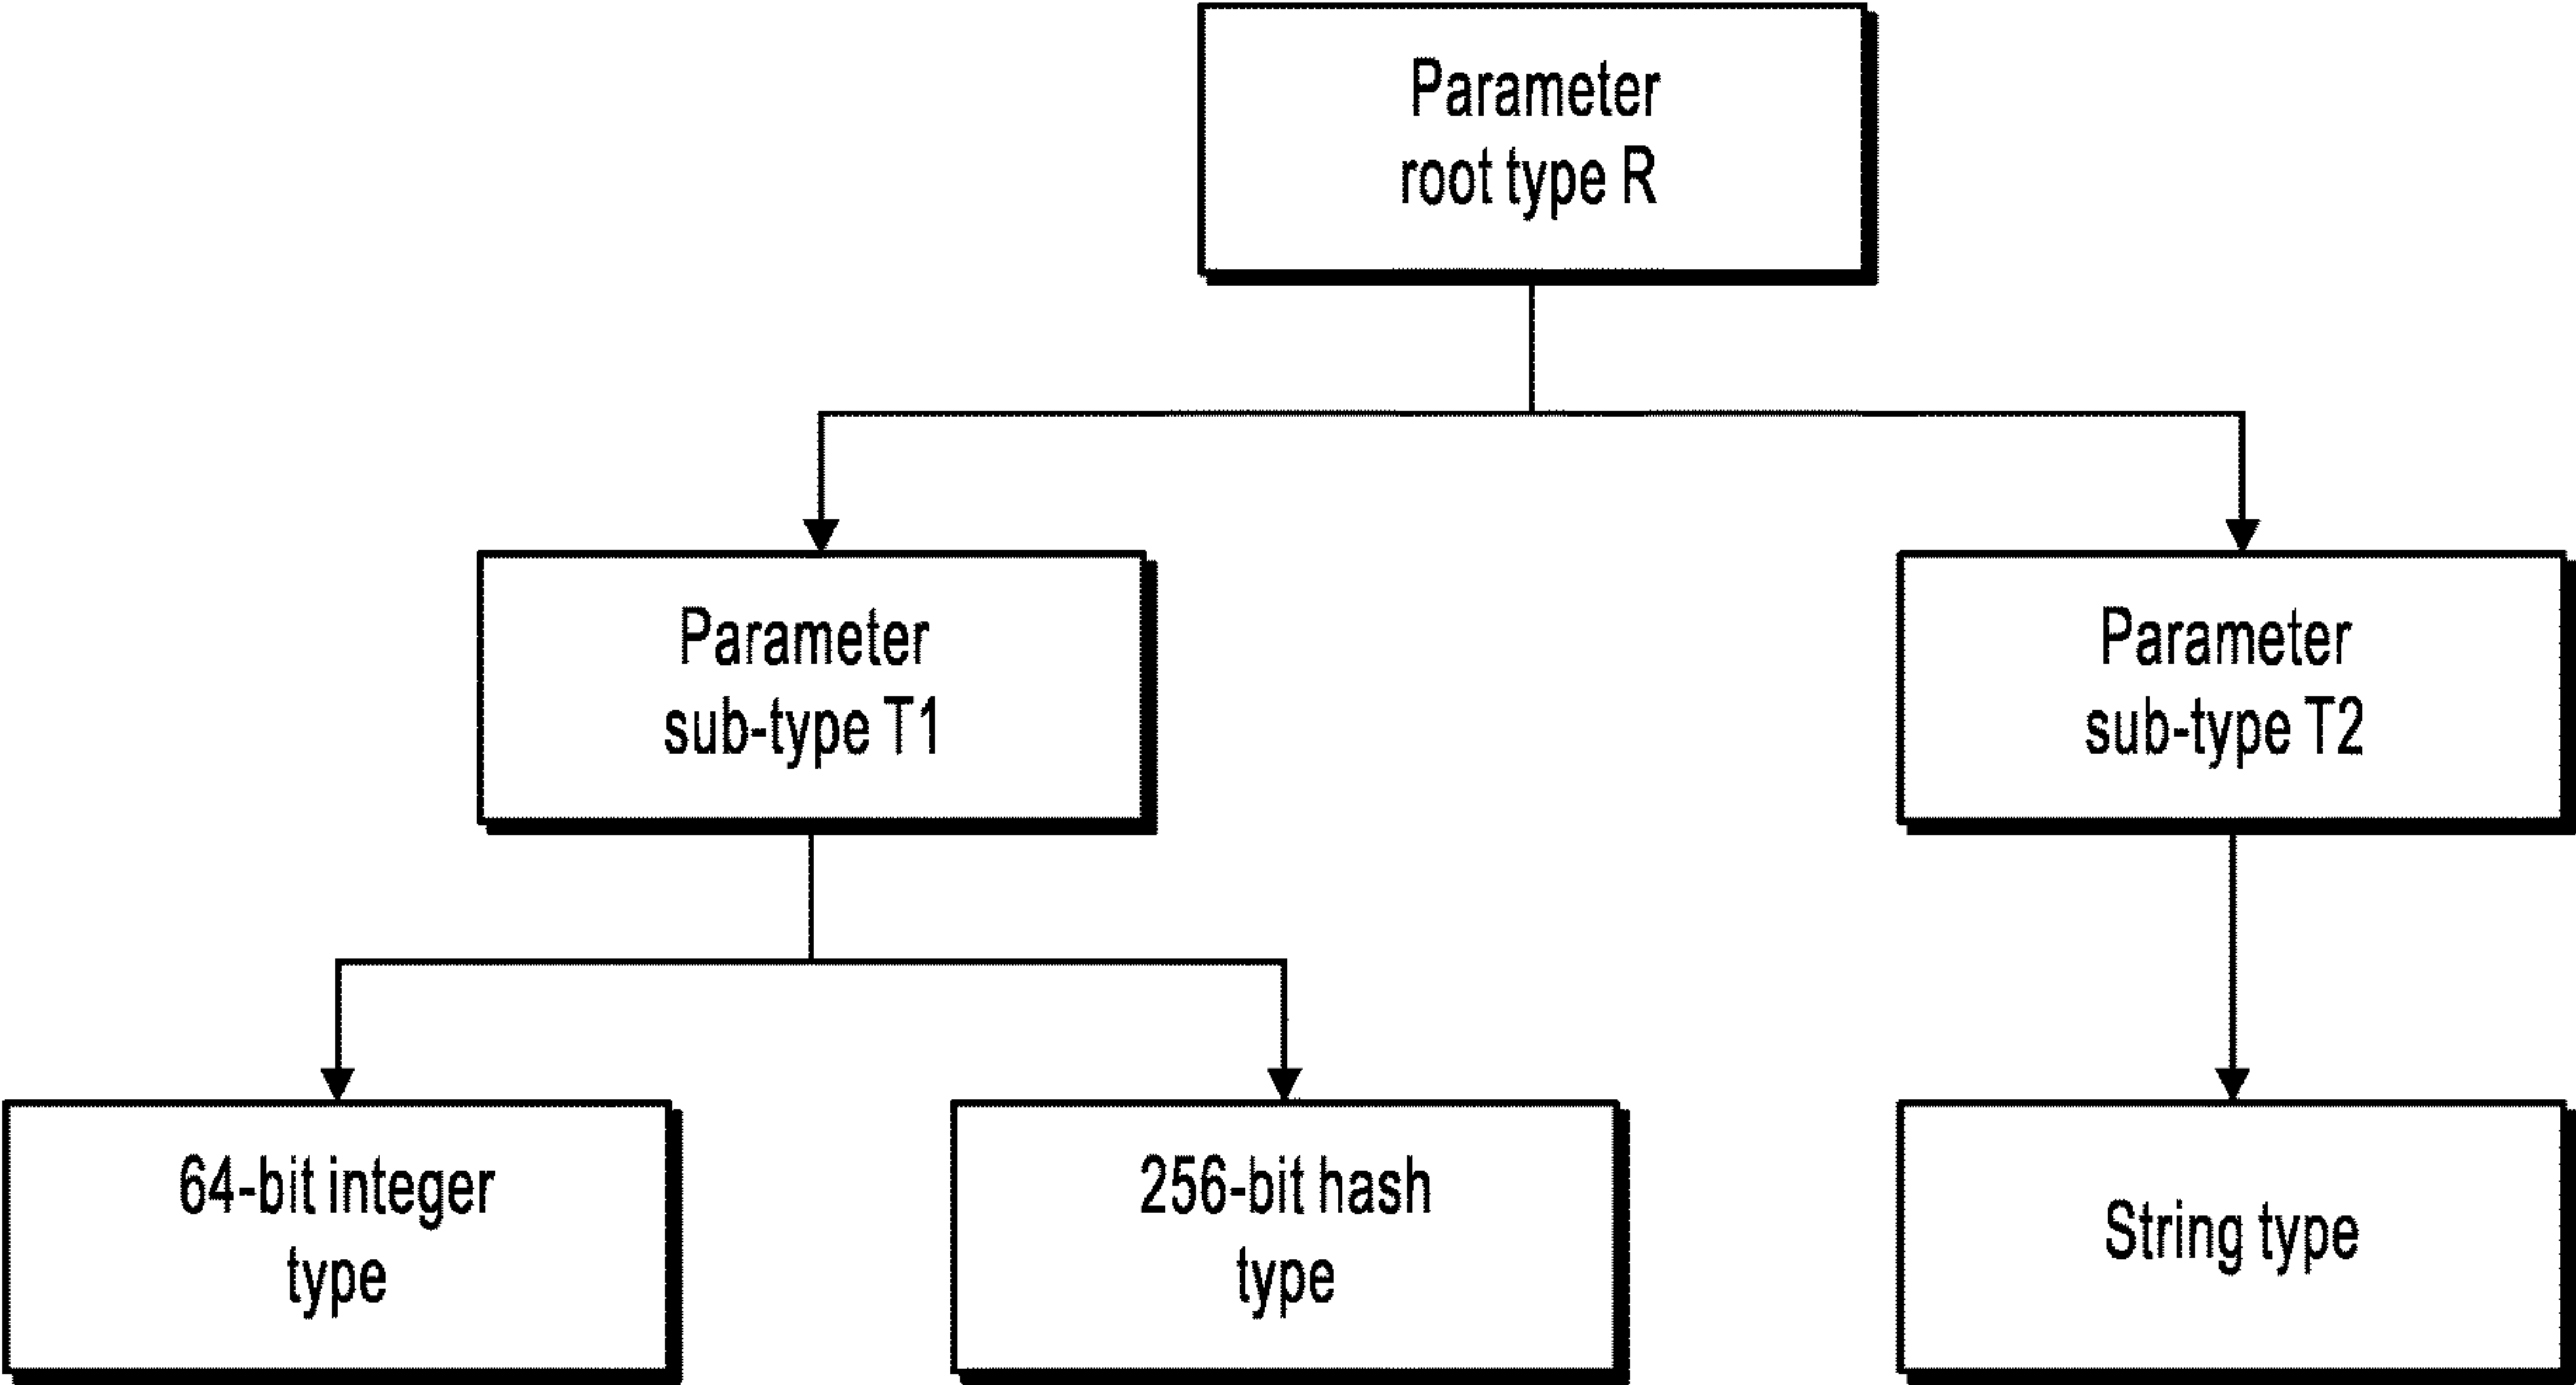 Parameter
root type R
Parameter
sub-type T1
Parameter
sub-type T2
64-bit integer
type
256-bit hash
type
String type